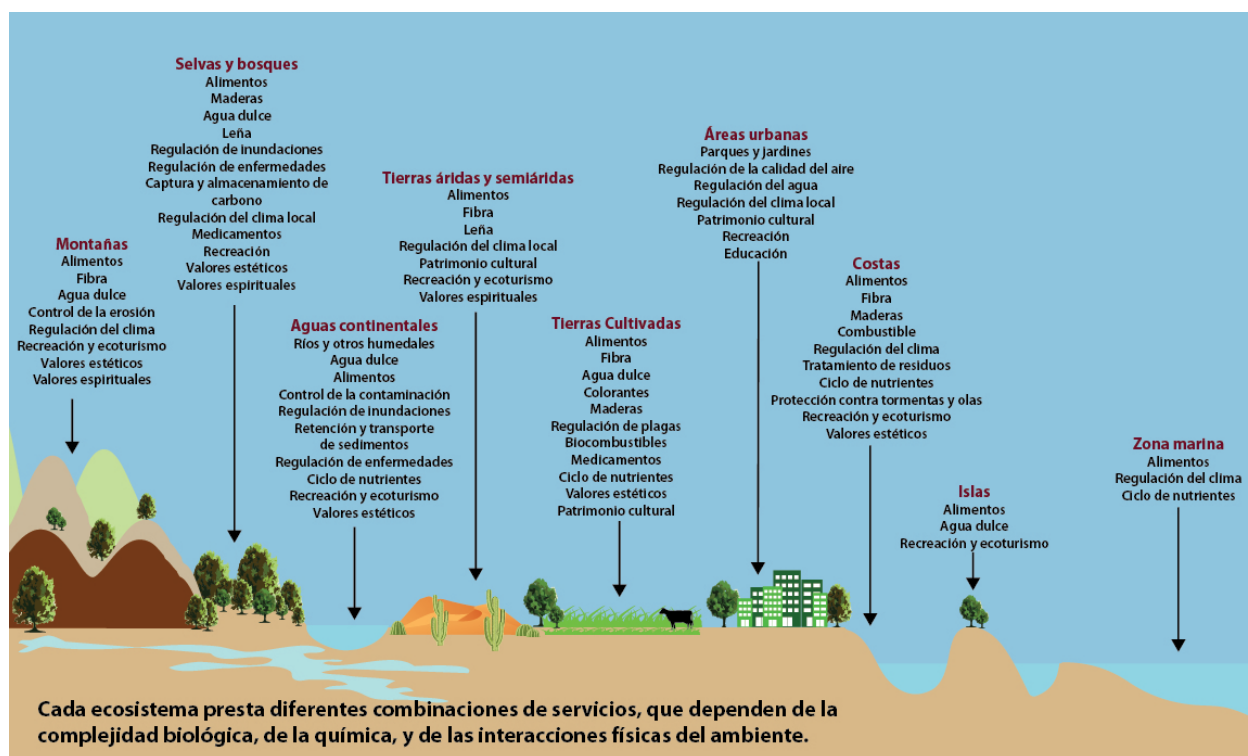 Selvas y bosques
Alimentos
Maderas
Agua dulce
Leña
Regulación de inundaciones
Regulación de enfermedades
Captura y almacenamiento de
carbono
Regulación del clima local
Medicamentos
Recreación
Valores estéticos
Valores espirituales
Montañas
Alimentos
Fibra
Agua dulce
Control de la erosión
Regulación del clima
Recreación y ecoturismo
Valores estéticos
Valores espirituales
Aguas continentales
Ríos y otros humedales
Agua dulce
Alimentos
Control de la contaminación
Regulación de inundaciones
Retención y transporte
de sedimentos
Regulación de enfermedades
Ciclo de nutrientes
Recreación y ecoturismo
Valores estéticos
Tierras áridas y semiáridas
Alimentos
Fibra
Leña
Regulación del clima local
Patrimonio cultural
Recreación y ecoturismo
Valores espirituales
Tierras Cultivadas
Alimentos
Fibra
Agua dulce
Colorantes
Maderas
Regulación de plagas
Biocombustibles
Medicamentos
Ciclo de nutrientes
Valores estéticos
Patrimonio cultural
Áreas urbanas
Parques y jardines
Regulación de la calidad del aire
Regulación del agua
Regulación del clima local
Patrimonio cultural
Recreación
Educación
Costas
Alimentos
Fibra
Maderas
Combustible
Regulación del clima
Tratamiento de residuos
Ciclo de nutrientes
Protección contra tormentas y olas
Recreación y ecoturismo
Valores estéticos
Islas
Alimentos
Agua dulce
Recreación y ecoturismo
Zona marina
Alimentos
Regulación del clima
Ciclo de nutrientes
Cada ecosistema presta diferentes combinaciones de servicios, que dependen de la
complejidad biológica, de la química, y de las interacciones físicas del ambiente.